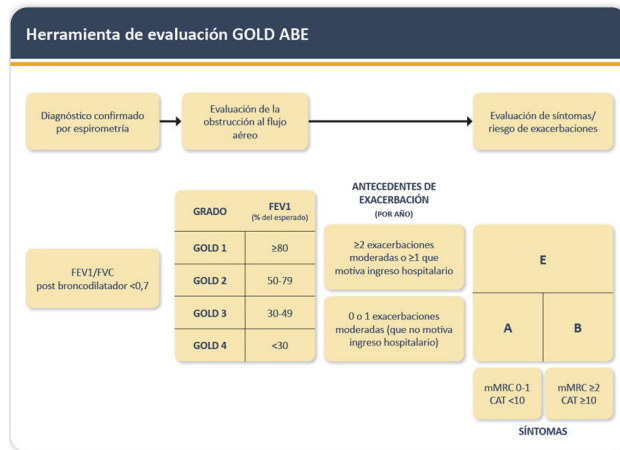 Herramienta de evaluación GOLD ABE
Diagnóstico confirmado
por espirometría
Evaluación de la
obstrucción al flujo
aéreo
Evaluación de síntomas/
riesgo de exacerbaciones
FEV1/FVC
post broncodilatador <0,7
GRADO
FEV1
(% del esperado)
GOLD 1
≥80
GOLD 2
50-79
GOLD 3
30-49
GOLD 4
<30
ANTECEDENTES DE
EXACERBACIÓN
(POR AÑO)
≥2 exacerbaciones
moderadas o ≥1 que
motiva ingreso hospitalario
0 o 1 exacerbaciones
moderadas (que no motiva
ingreso hospitalario)
E
A
B
mMRC 0-1
CAT <10
mMRC ≥2
CAT ≥10
SÍNTOMAS